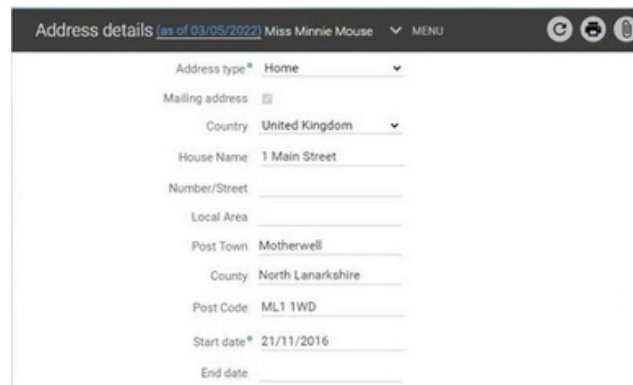 Address details (as of 03/05/2022) Miss Minnie Mouse MENU
Address type* Home
Mailing address
Country United Kingdom
House Name 1 Main Street
Number/Street
Local Area
Post Town Motherwell
County North Lanarkshire
Post Code ML1 1WD
Start date* 21/11/2016
End date